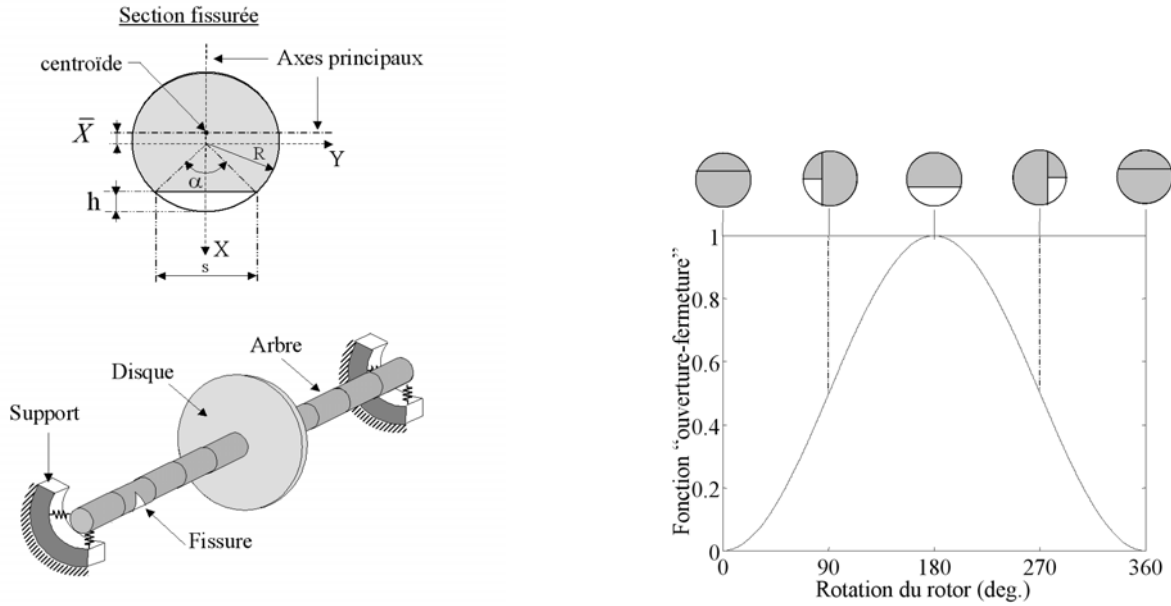 Section fissurée
centroïde
Axes principaux
X̅
R
Y
α
h
X
s
Arbre
Disque
Support
Fissure
Fonction “ouverture-fermeture”
1
0.8
0.6
0.4
0.2
0
0 90 180 270 360
Rotation du rotor (deg.)